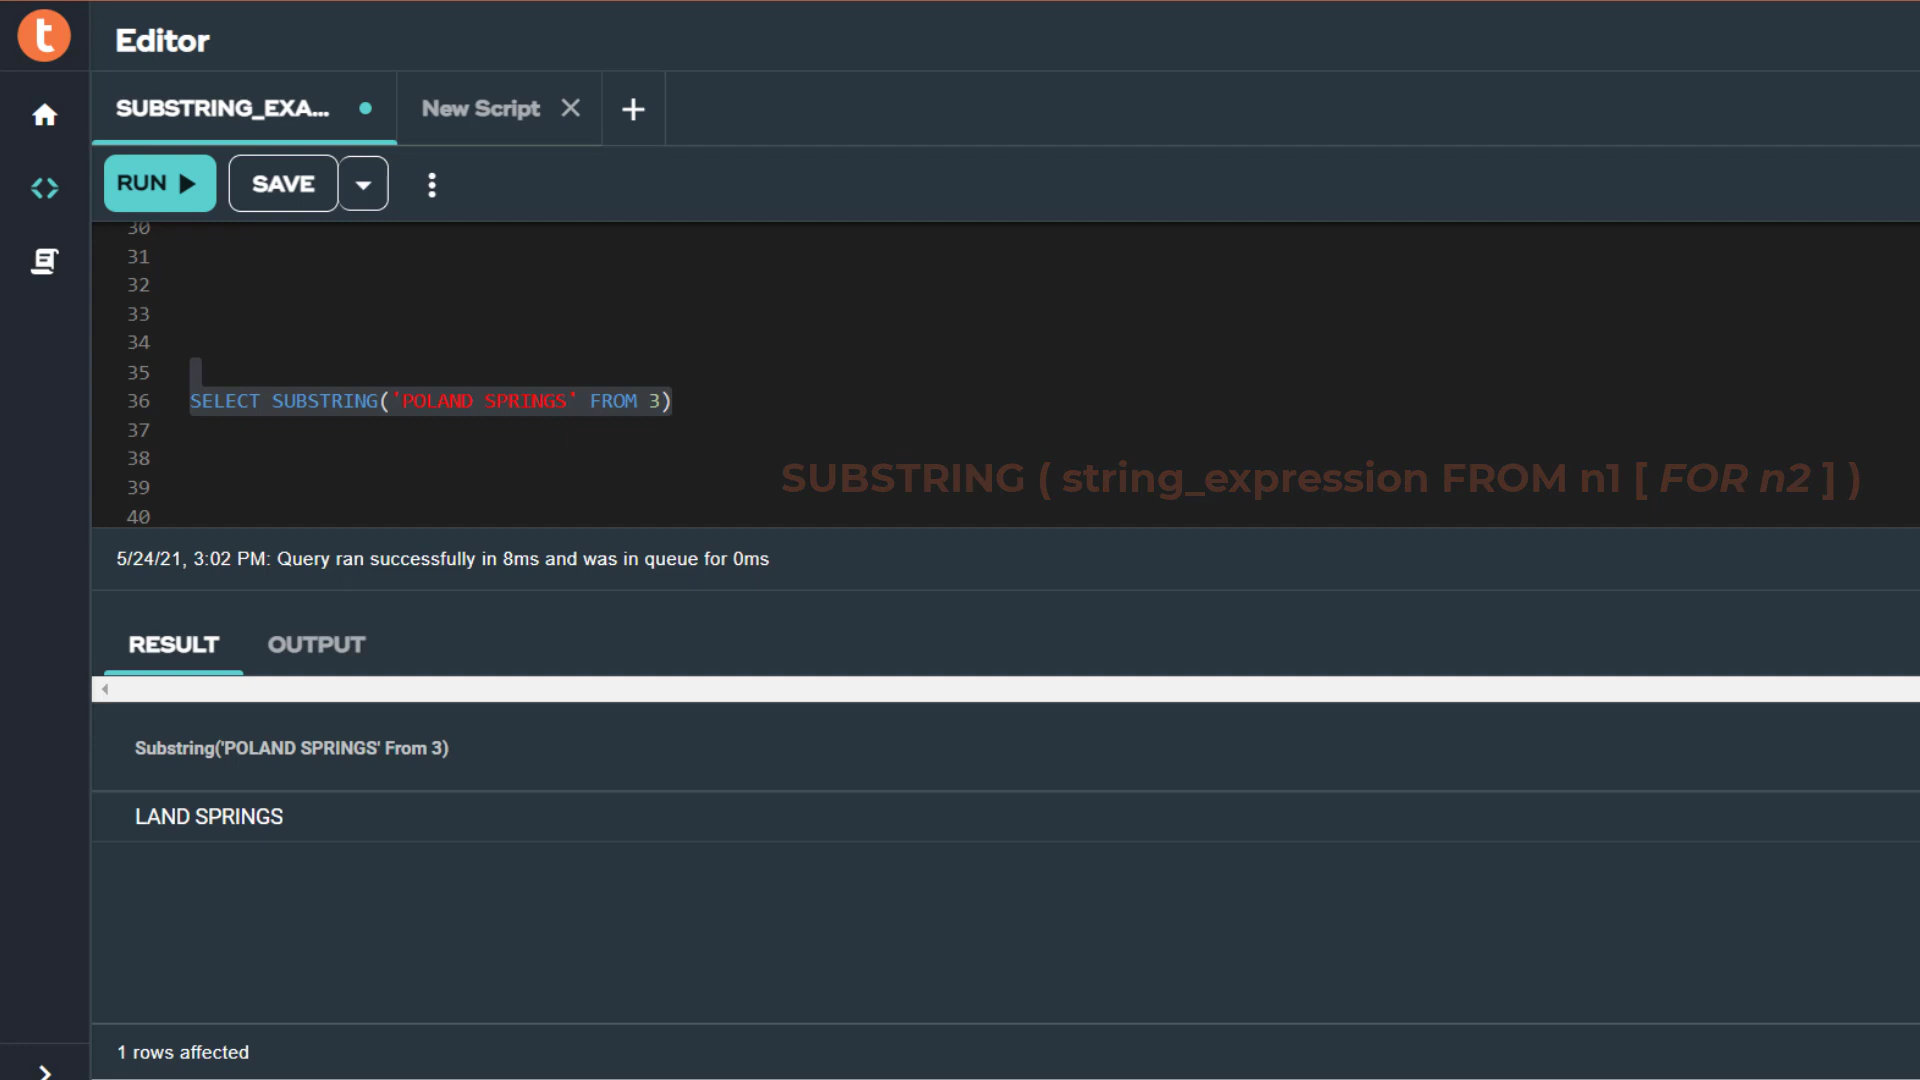 t
Editor
SUBSTRING_EXA...
New Script
RUN
SAVE
30
31
32
33
34
35
36 SELECT SUBSTRING('POLAND SPRINGS' FROM 3)
37
38
SUBSTRING ( string_expression FROM n1 [ FOR n2 ] )
39
40
5/24/21, 3:02 PM: Query ran successfully in 8ms and was in queue for 0ms
RESULT OUTPUT
Substring('POLAND SPRINGS' From 3)
LAND SPRINGS
1 rows affected